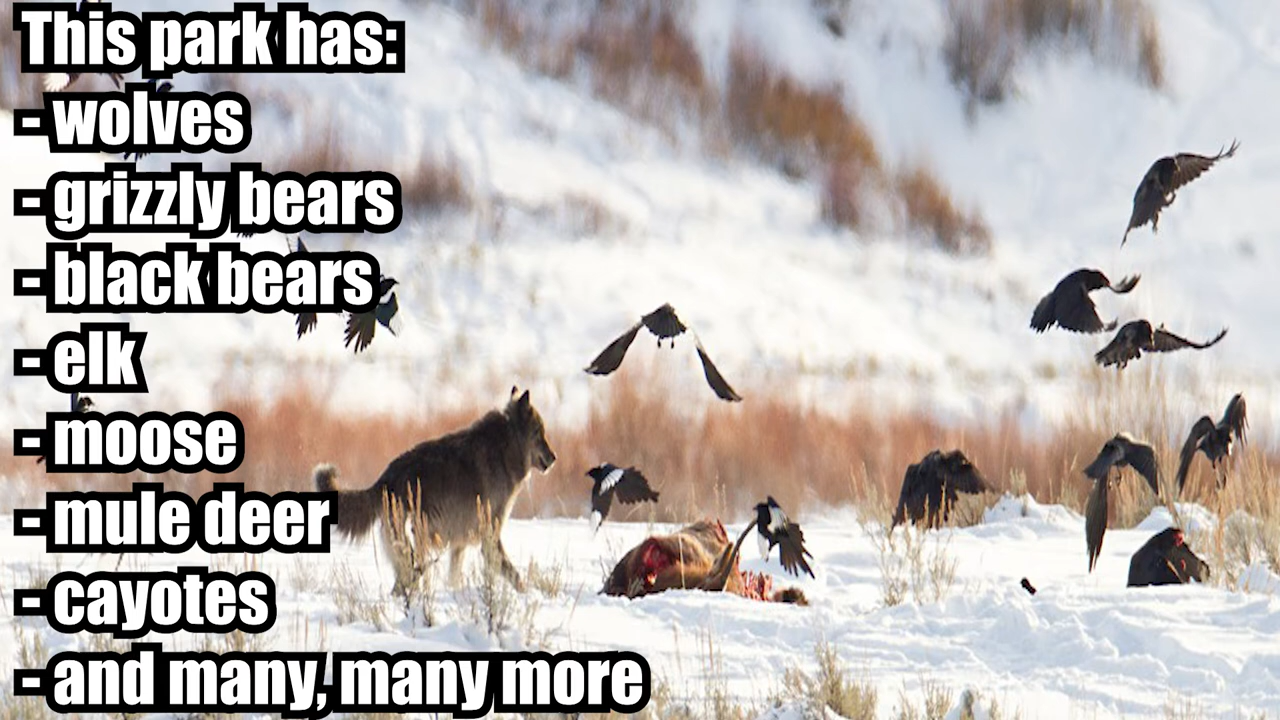 This park has:
- wolves
- grizzly bears
- black bears
- elk
- moose
- mule deer
- cayotes
- and many, many more